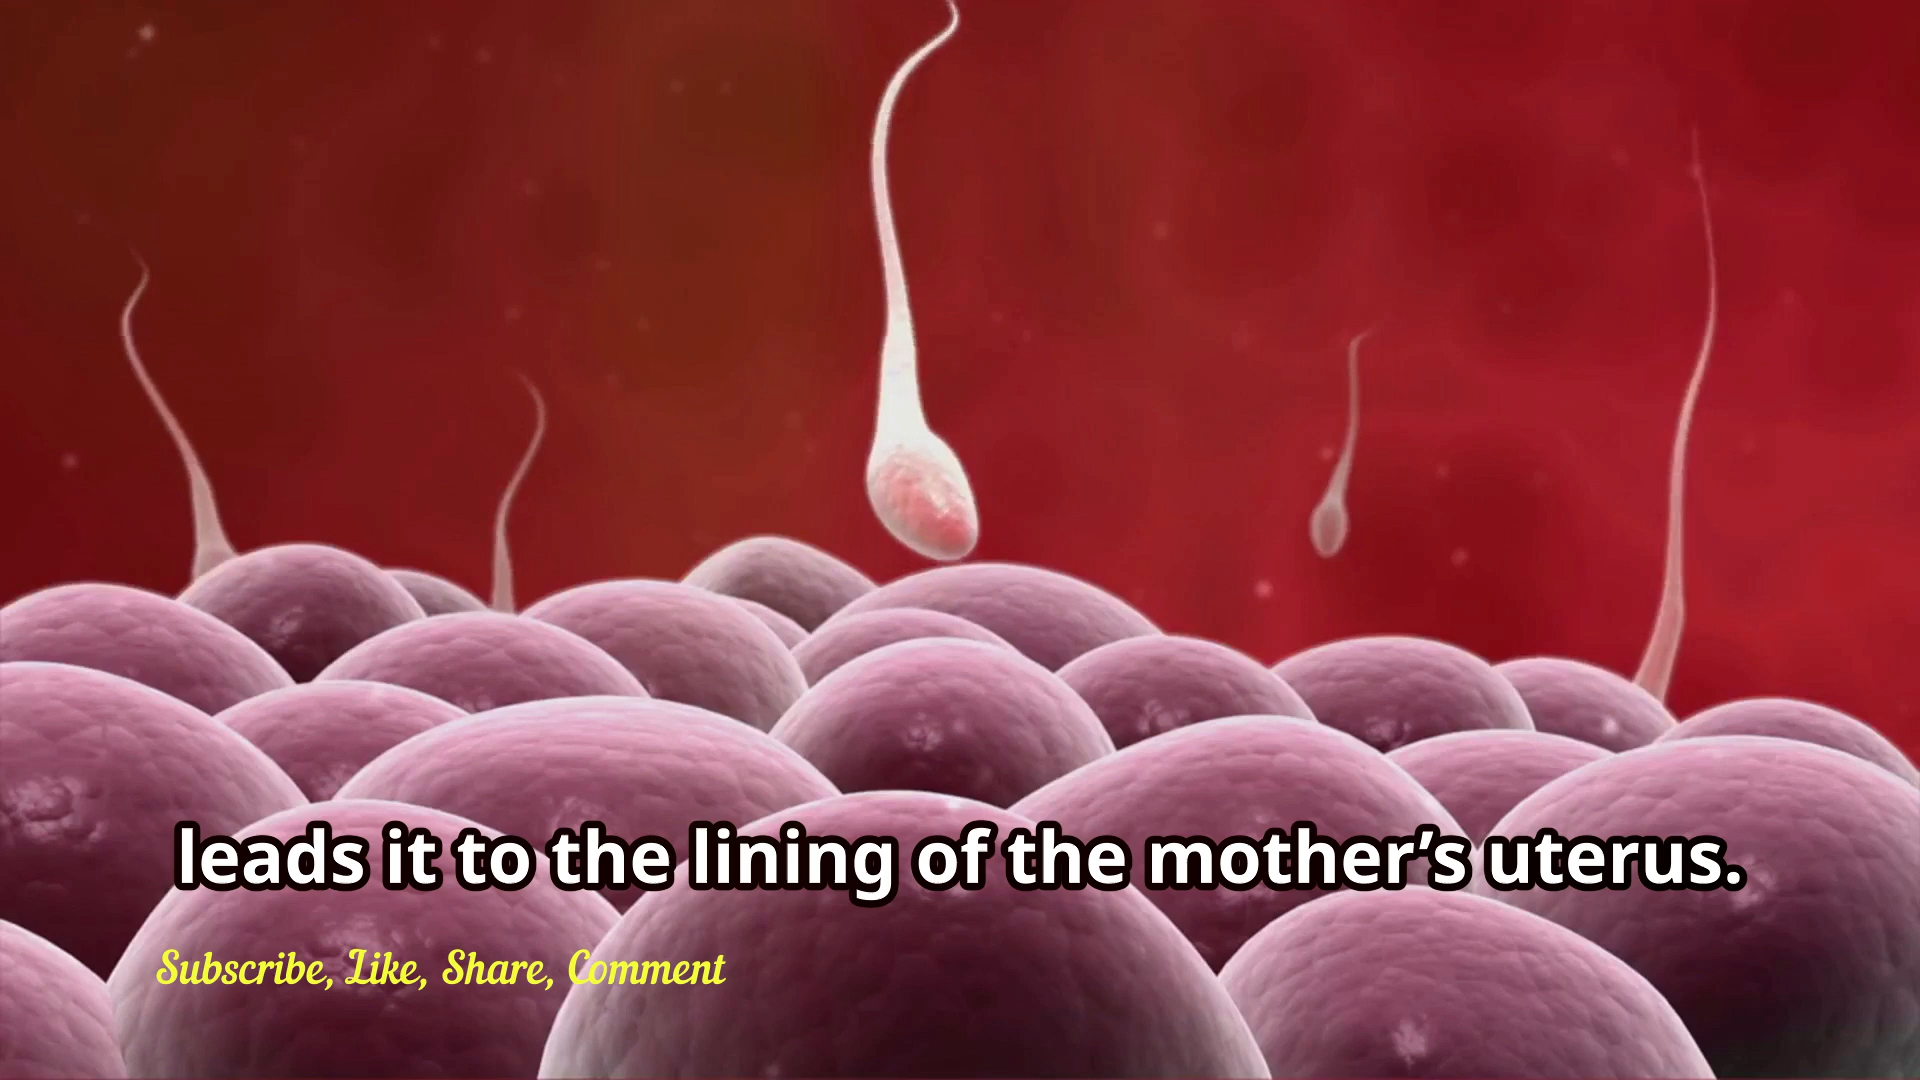 leads it to the lining of the mother’s uterus.
Subscribe, Like, Share, Comment